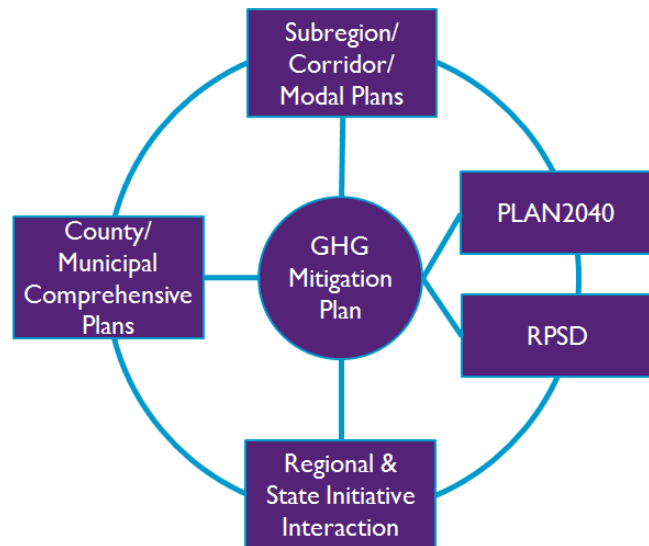 Subregion/
Corridor/
Modal Plans
PLAN2040
County/
Municipal
Comprehensive
Plans
GHG
Mitigation
Plan
RPSD
Regional &
State Initiative
Interaction